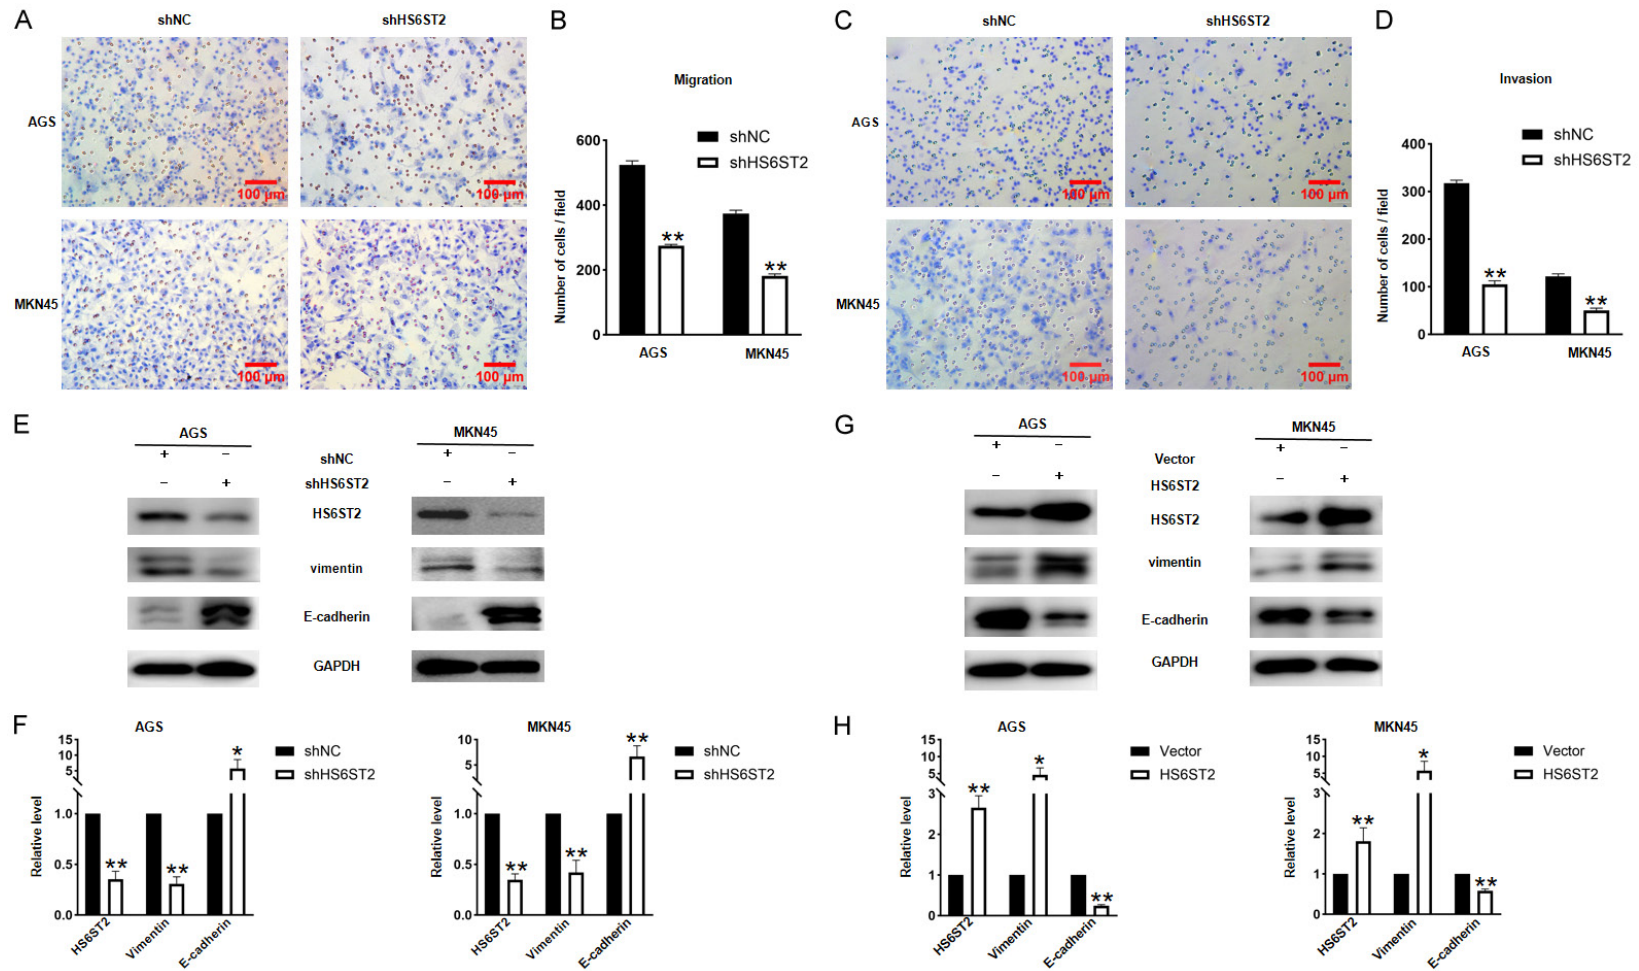 A
shNC
shHS6ST2
AGS
100 µm
100 µm
MKN45
100 µm
100 µm
B
Migration
shNC
shHS6ST2
Number of cells / field
600
400
200
0
**
**
AGS
MKN45
C
shNC
shHS6ST2
AGS
100 µm
100 µm
MKN45
100 µm
100 µm
D
Invasion
shNC
shHS6ST2
Number of cells / field
400
300
200
100
0
**
**
AGS
MKN45
E
AGS
MKN45
+ − shNC + −
− + shHS6ST2 − +
HS6ST2
vimentin
E-cadherin
GAPDH
G
AGS
MKN45
+ − Vector + −
− + HS6ST2 − +
HS6ST2
vimentin
E-cadherin
GAPDH
F
AGS
shNC
shHS6ST2
Relative level
15
10
5
1.0
0.5
0.0
**
**
*
HS6ST2
Vimentin
E-cadherin
MKN45
shNC
shHS6ST2
Relative level
10
5
1.0
0.5
0.0
**
**
**
HS6ST2
Vimentin
E-cadherin
H
AGS
Vector
HS6ST2
Relative level
15
10
5
3
2
1
0
**
*
**
HS6ST2
Vimentin
E-cadherin
MKN45
Vector
HS6ST2
Relative level
15
10
5
3
2
1
0
**
*
**
HS6ST2
Vimentin
E-cadherin